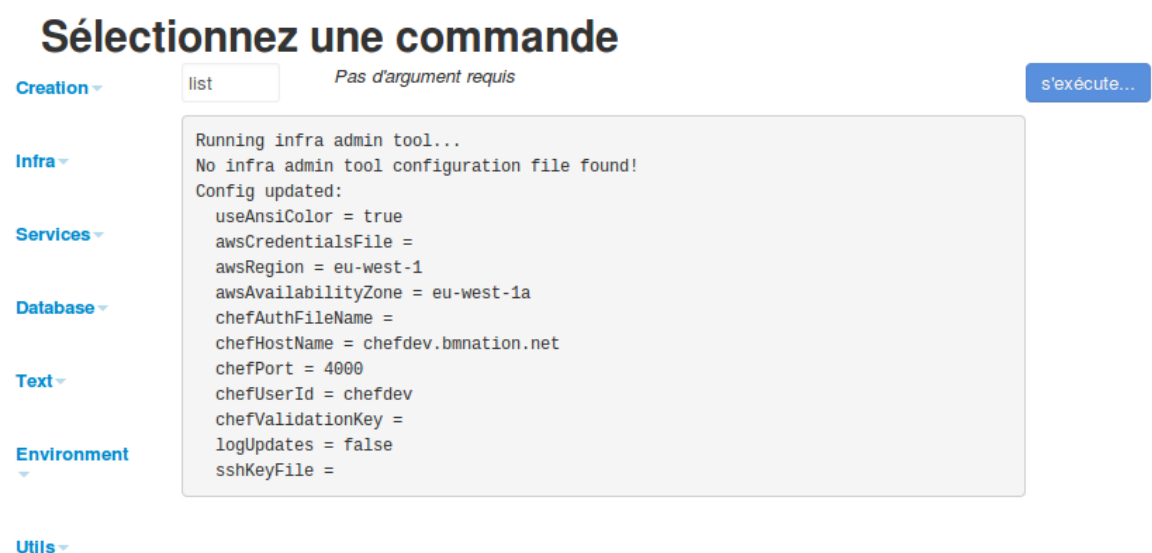 Sélectionnez une commande
Creation
list
Pas d'argument requis
s'exécute...
Infra
Services
Database
Text
Environment
Utils
Running infra admin tool...
No infra admin tool configuration file found!
Config updated:
useAnsiColor = true
awsCredentialsFile =
awsRegion = eu-west-1
awsAvailabilityZone = eu-west-1a
chefAuthFileName =
chefHostName = chefdev.bmnation.net
chefPort = 4000
chefUserId = chefdev
chefValidationKey =
logUpdates = false
sshKeyFile =